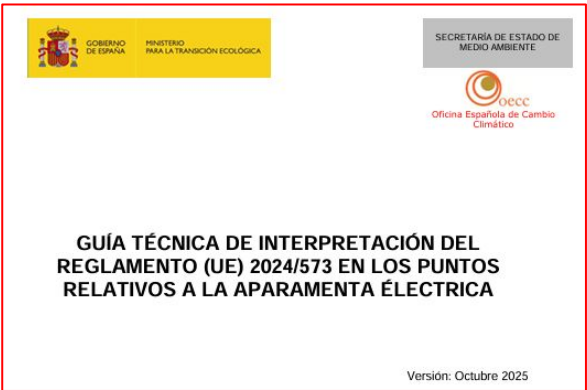 GOBIERNO
DE ESPAÑA
MINISTERIO
PARA LA TRANSICIÓN ECOLÓGICA
SECRETARÍA DE ESTADO DE
MEDIO AMBIENTE
oecc
Oficina Española de Cambio
Climático
GUÍA TÉCNICA DE INTERPRETACIÓN DEL
REGLAMENTO (UE) 2024/573 EN LOS PUNTOS
RELATIVOS A LA APARAMENTA ÉLECTRICA
Versión: Octubre 2025